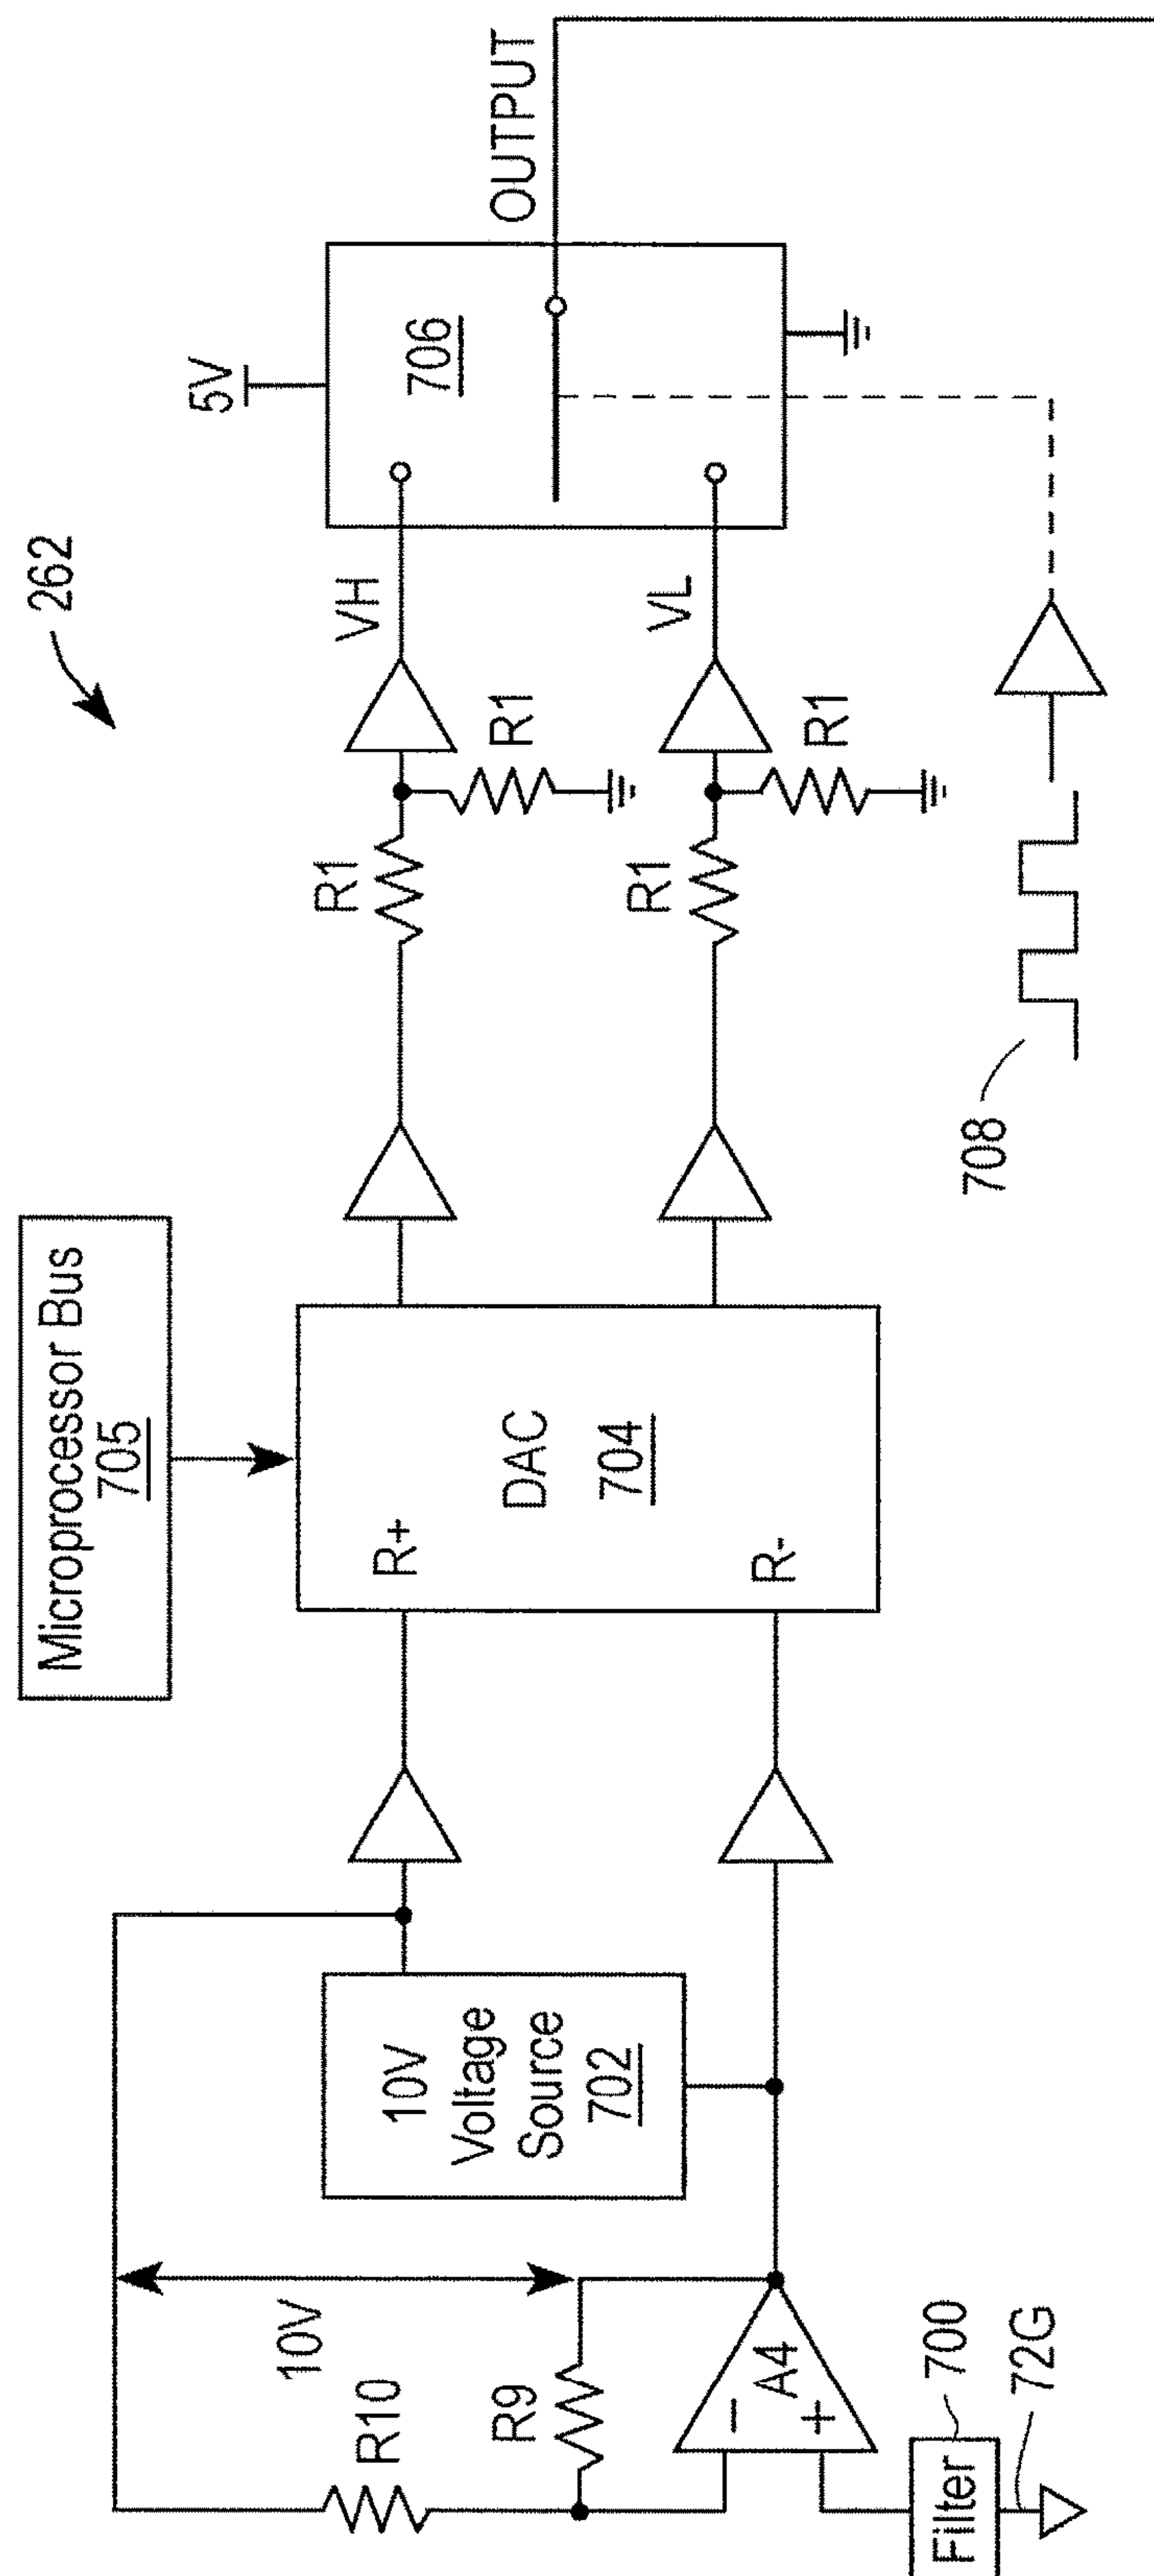 262
Microprocessor Bus
705
10V
R10
R9
A4
−
+
Filter
700
72G
10V
Voltage
Source
702
R+
R-
DAC
704
R1
R1
VH
R1
R1
VL
5V
706
OUTPUT
708